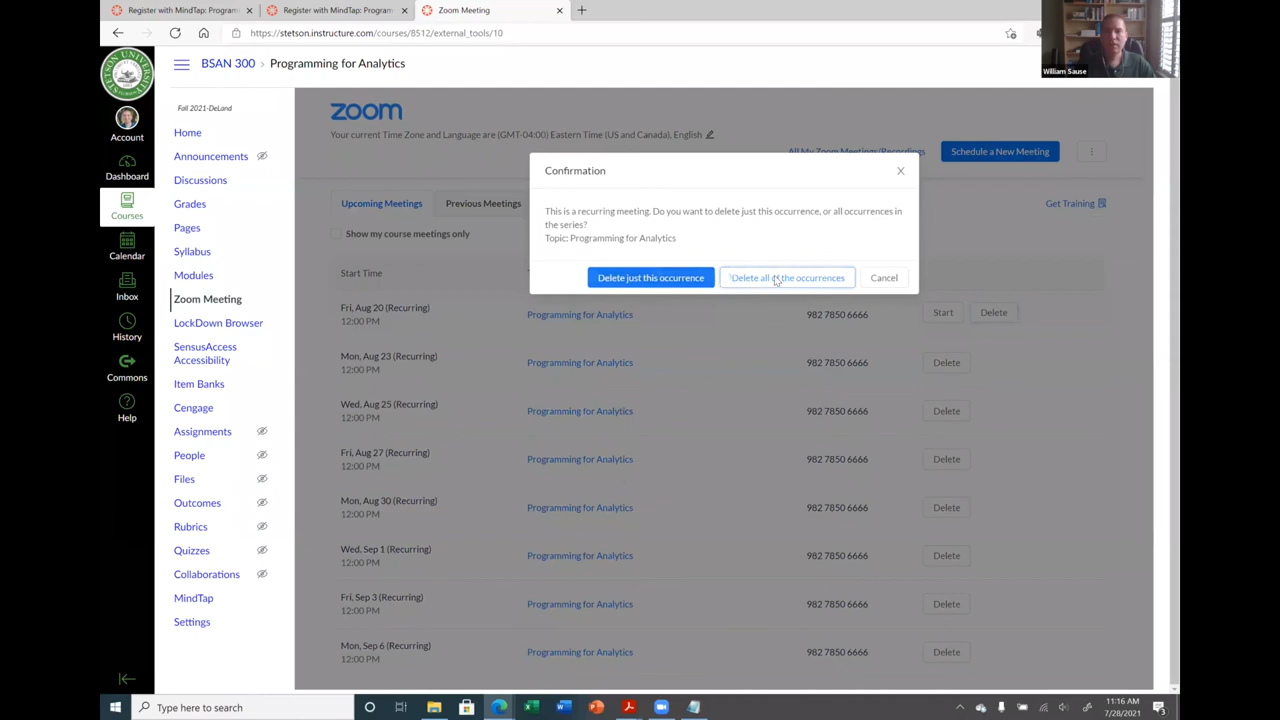 Register with MindTap: Program
Register with MindTap: Program
Zoom Meeting
https://stetson.instructure.com/courses/8512/external_tools/10
William Sause
BSAN 300
Programming for Analytics
STETSON UNIVERSITY
Account
Dashboard
Courses
Calendar
Inbox
History
Commons
Help
Fall 2021-DeLand
Home
Announcements
Discussions
Grades
Pages
Syllabus
Modules
Zoom Meeting
LockDown Browser
SensusAccess
Accessibility
Item Banks
Cengage
Assignments
People
Files
Outcomes
Rubrics
Quizzes
Collaborations
MindTap
Settings
zoom
Your current Time Zone and Language are (GMT-04:00) Eastern Time (US and Canada), English
All My Zoom Meetings/Recordings
Schedule a New Meeting
Upcoming Meetings
Previous Meetings
Get Training
Show my course meetings only
Start Time
Confirmation
This is a recurring meeting. Do you want to delete just this occurrence, or all occurrences in
the series?
Topic: Programming for Analytics
Delete just this occurrence
Delete all of the occurrences
Cancel
Fri, Aug 20 (Recurring)
12:00 PM
Programming for Analytics
982 7850 6666
Start
Delete
Mon, Aug 23 (Recurring)
12:00 PM
Programming for Analytics
982 7850 6666
Delete
Wed, Aug 25 (Recurring)
12:00 PM
Programming for Analytics
982 7850 6666
Delete
Fri, Aug 27 (Recurring)
12:00 PM
Programming for Analytics
982 7850 6666
Delete
Mon, Aug 30 (Recurring)
12:00 PM
Programming for Analytics
982 7850 6666
Delete
Wed, Sep 1 (Recurring)
12:00 PM
Programming for Analytics
982 7850 6666
Delete
Fri, Sep 3 (Recurring)
12:00 PM
Programming for Analytics
982 7850 6666
Delete
Mon, Sep 6 (Recurring)
12:00 PM
Programming for Analytics
982 7850 6666
Delete
Type here to search
11:16 AM
7/28/2021
3